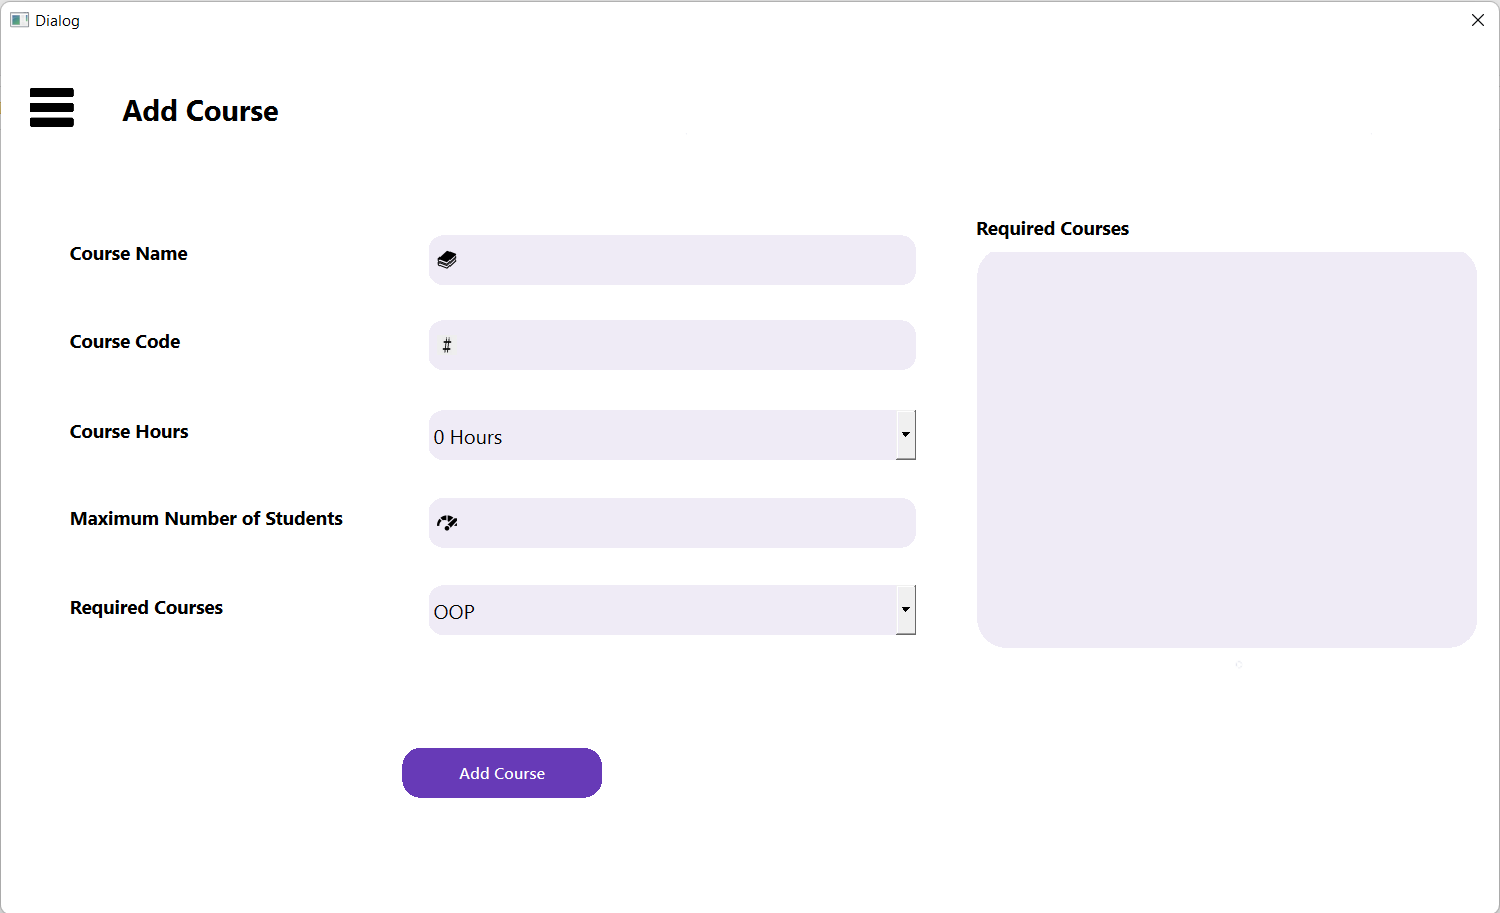 Dialog
Add Course
Course Name
Course Code
#
Course Hours
0 Hours
Maximum Number of Students
Required Courses
OOP
Required Courses
Add Course